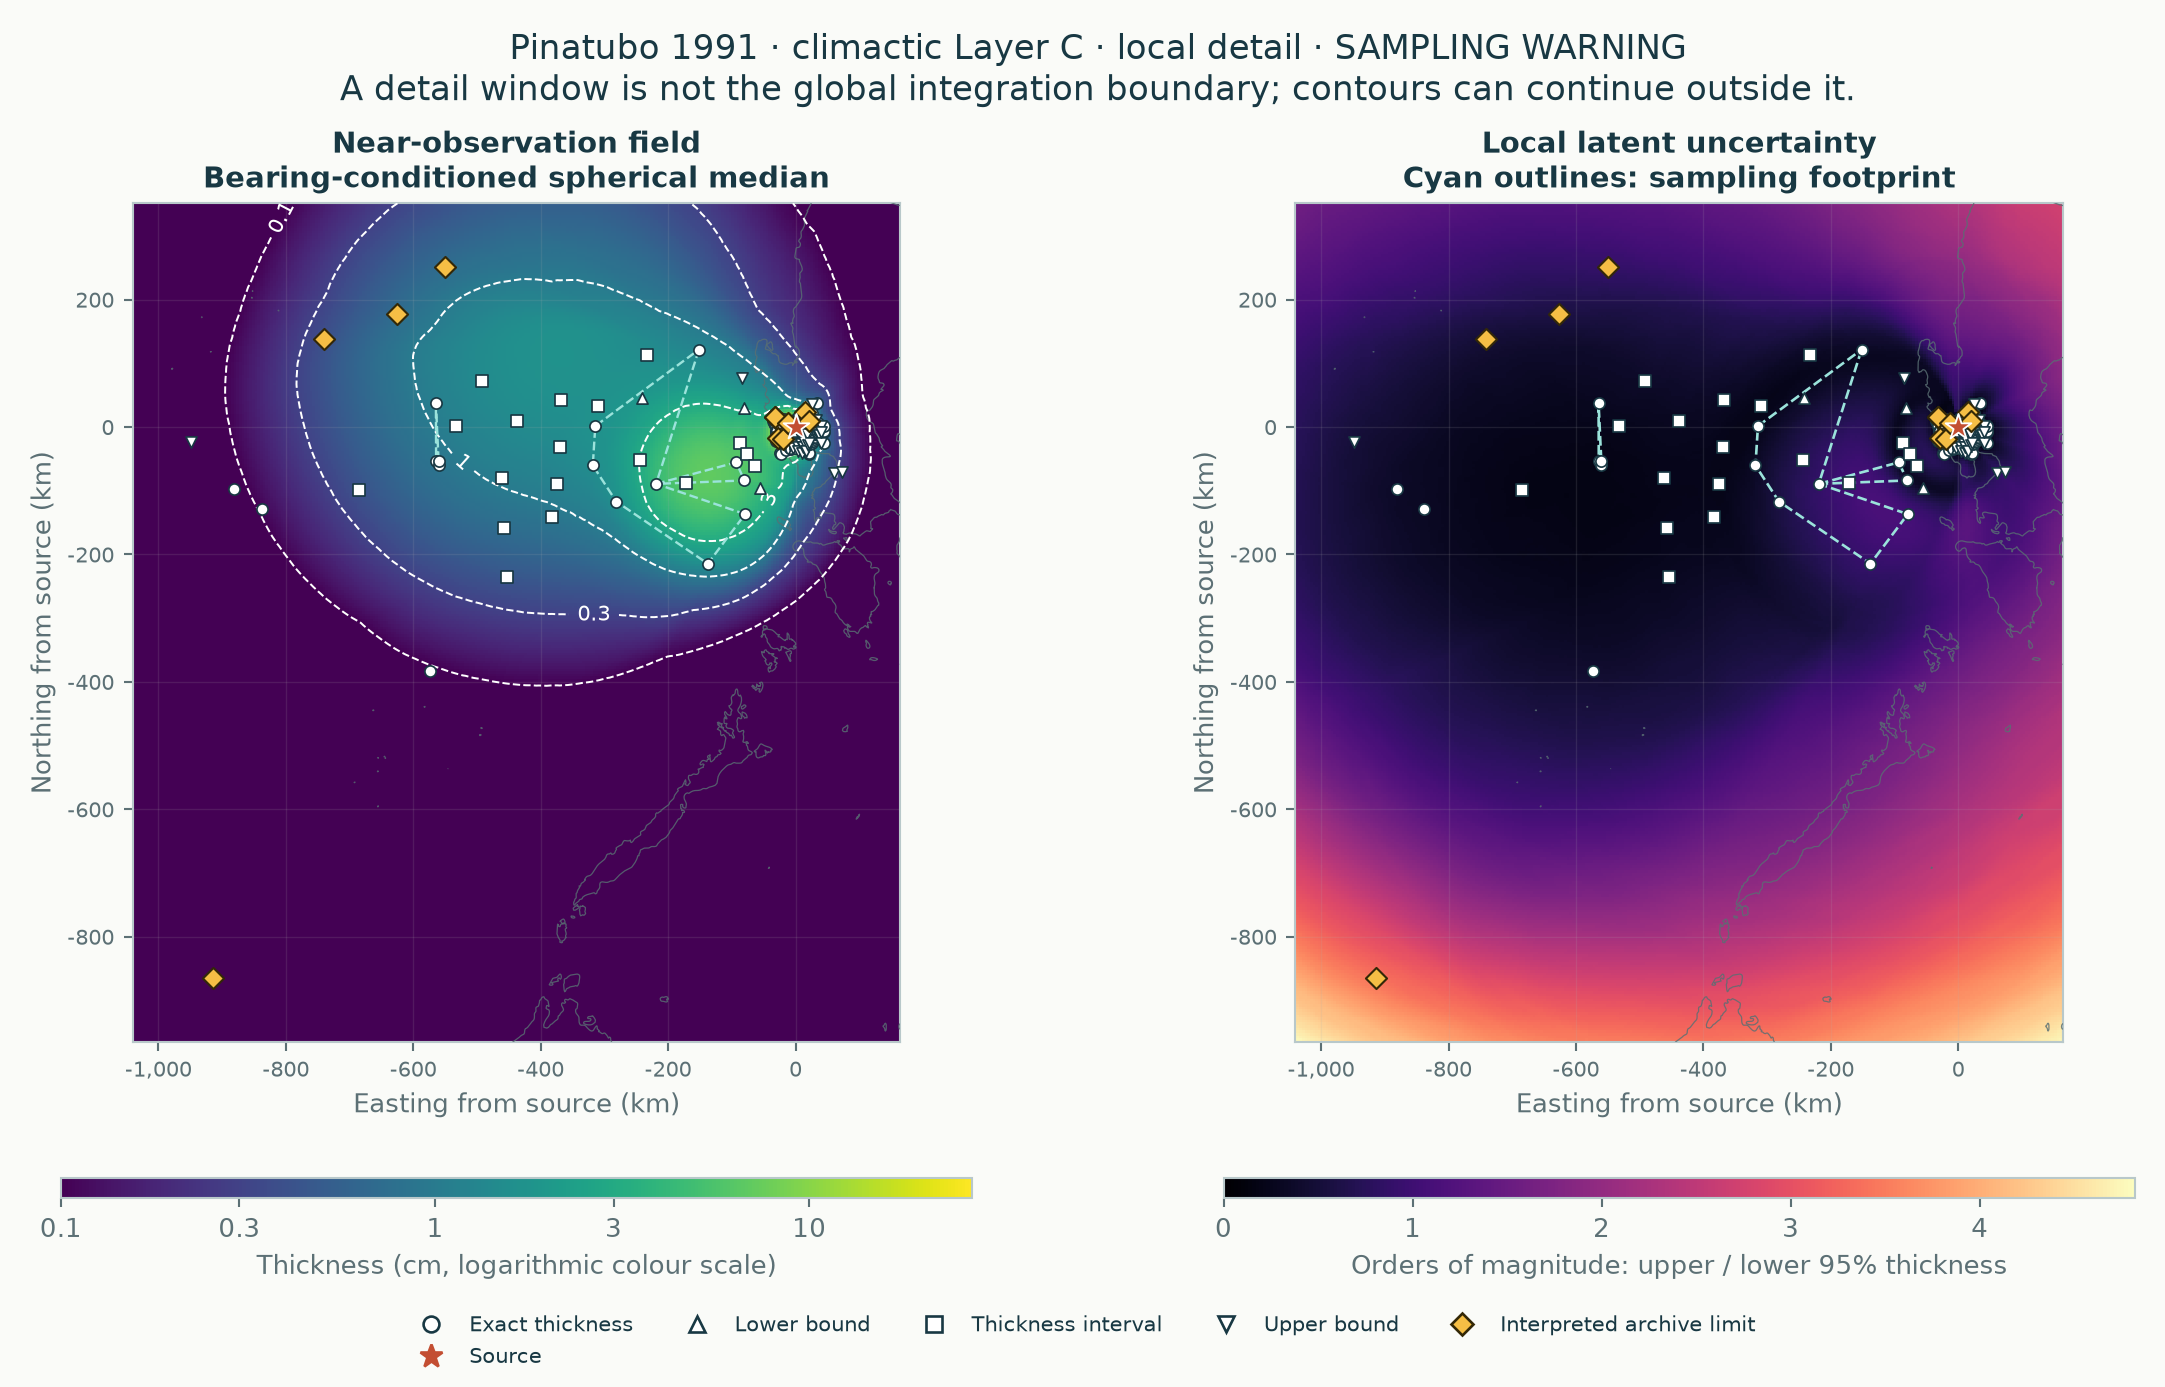 Pinatubo 1991 · climactic Layer C · local detail · SAMPLING WARNING
A detail window is not the global integration boundary; contours can continue outside it.
Near-observation field
Bearing-conditioned spherical median
Local latent uncertainty
Cyan outlines: sampling footprint
Northing from source (km)
200
0
-200
-400
-600
-800
0.1
1
0.3
3
-1,000
-800
-600
-400
-200
0
Easting from source (km)
Northing from source (km)
200
0
-200
-400
-600
-800
-1,000
-800
-600
-400
-200
0
Easting from source (km)
0.1
0.3
1
3
10
Thickness (cm, logarithmic colour scale)
0
1
2
3
4
Orders of magnitude: upper / lower 95% thickness
Exact thickness
Lower bound
Thickness interval
Upper bound
Interpreted archive limit
Source